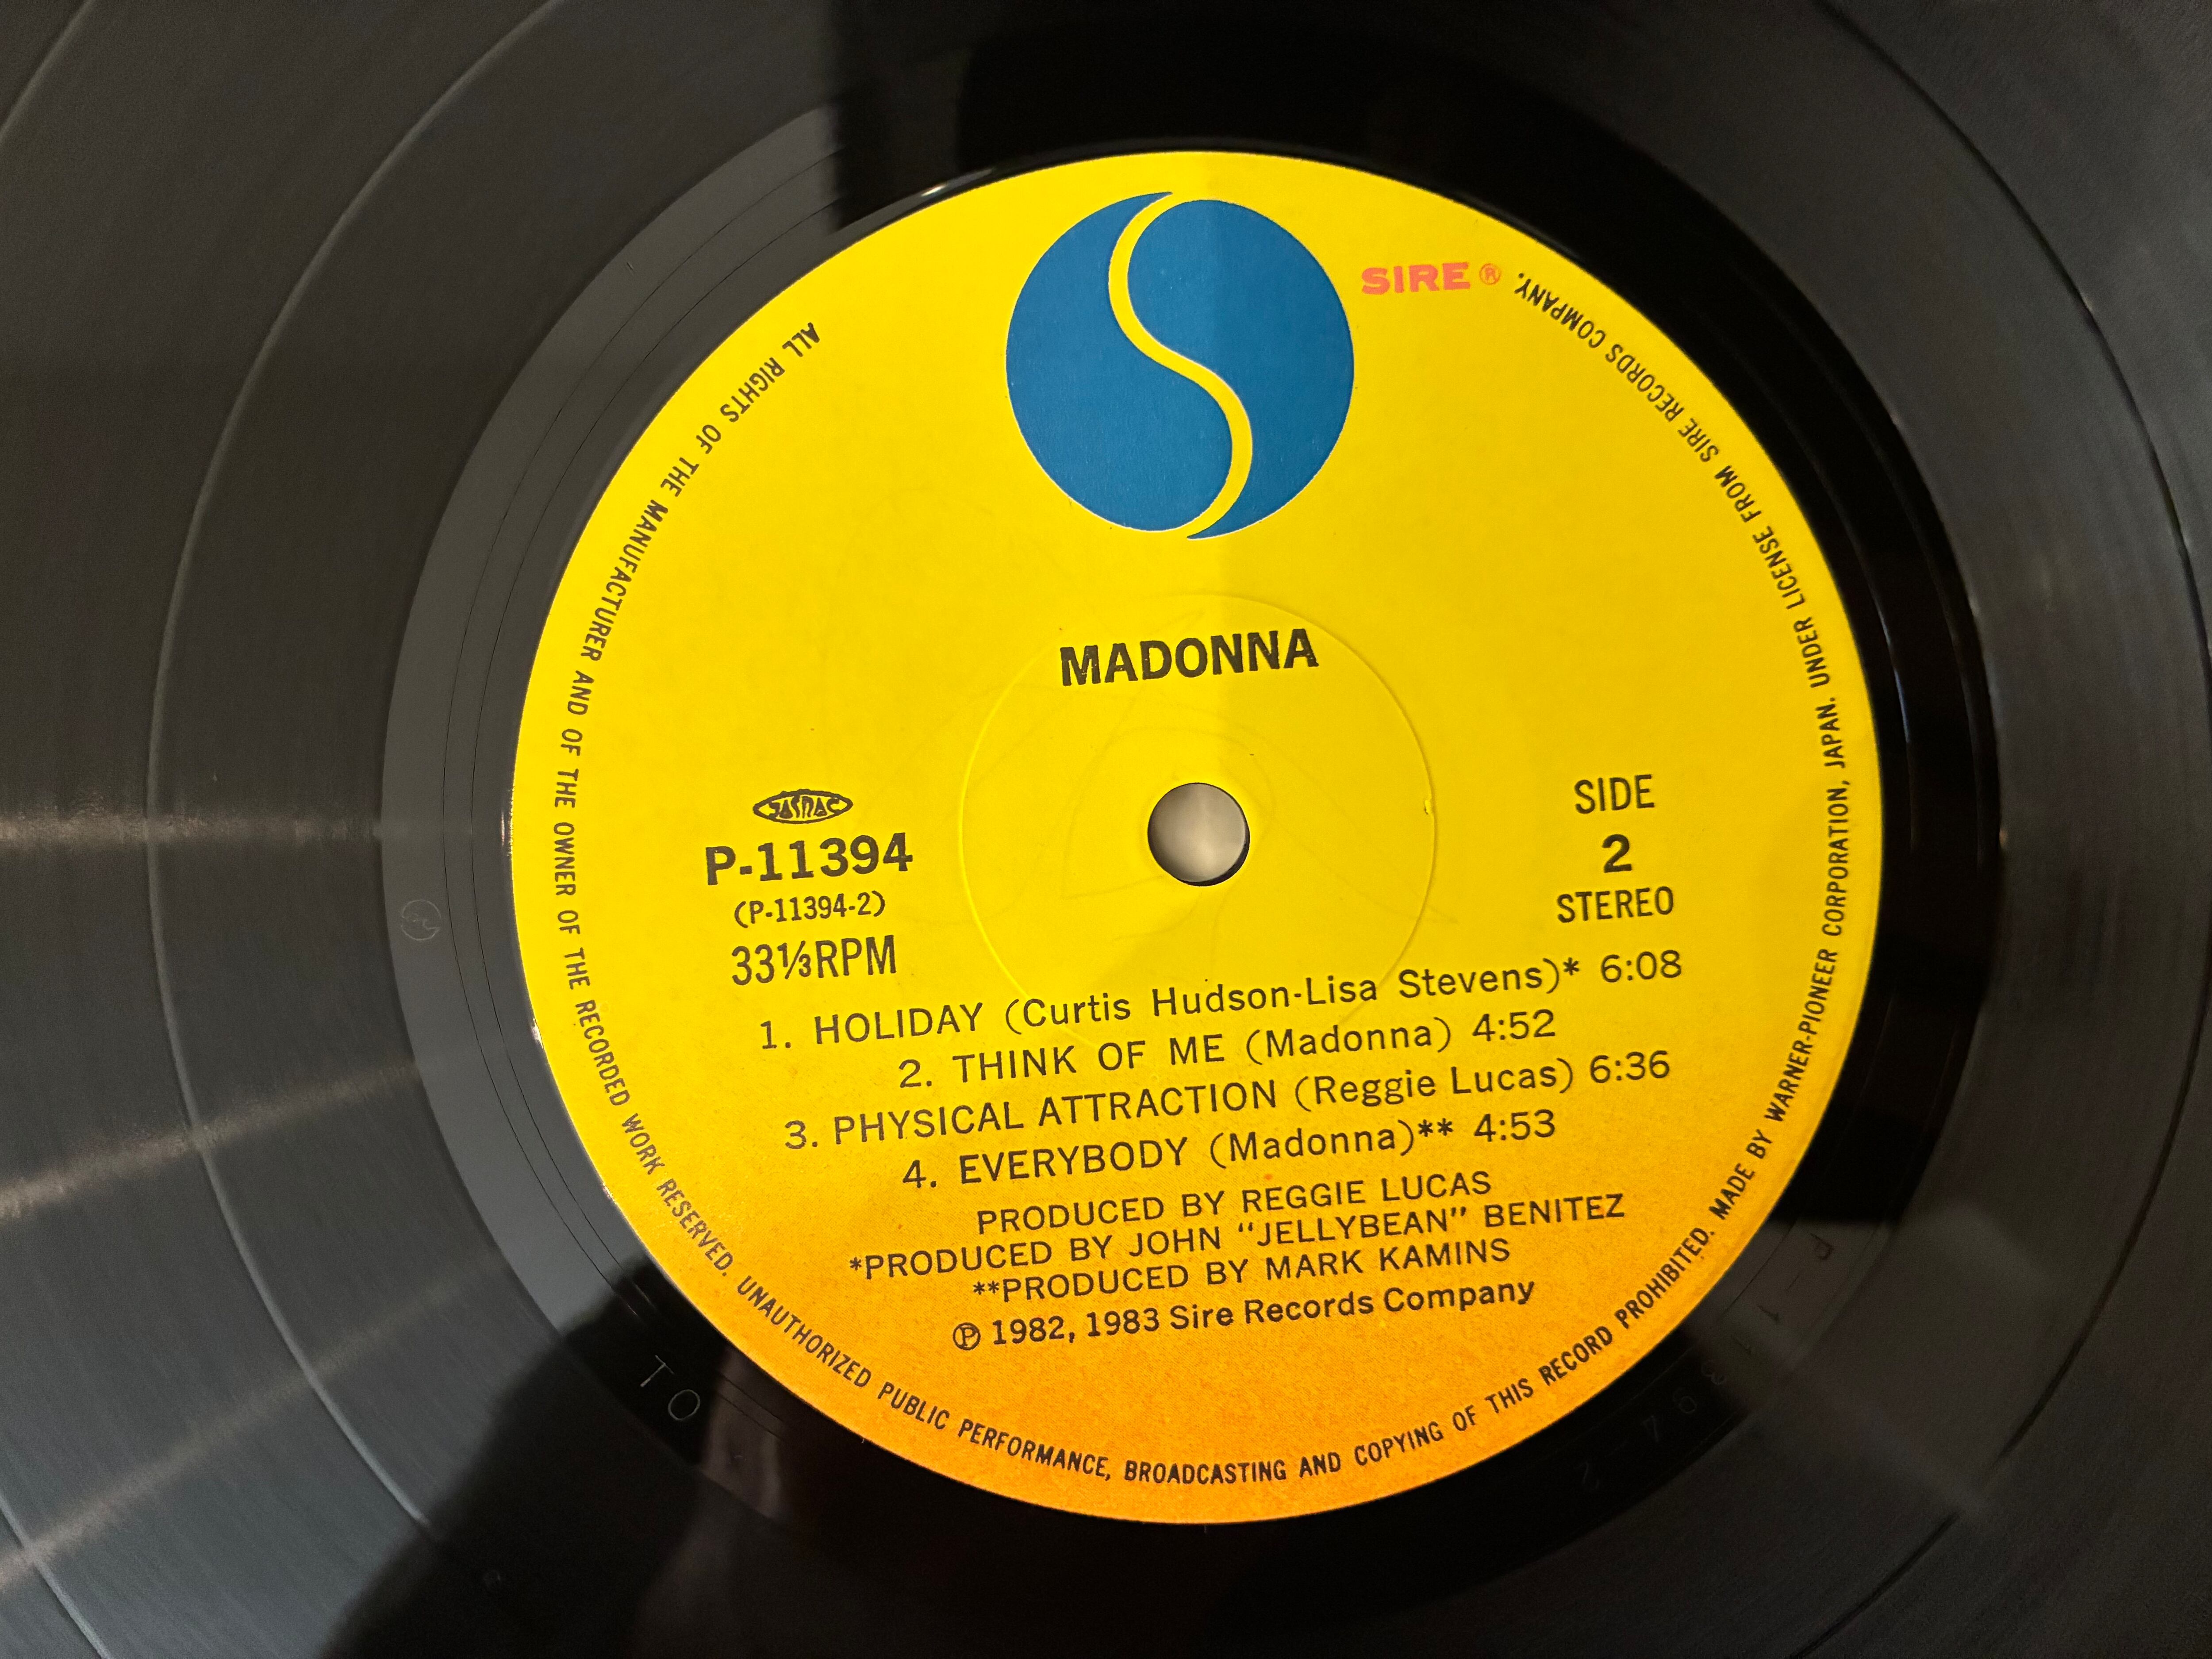 SIRE®
MADONNA
JASRAC
P-11394
(P-11394-2)
33⅓RPM
SIDE
2
STEREO
1. HOLIDAY (Curtis Hudson-Lisa Stevens)* 6:08
2. THINK OF ME (Madonna) 4:52
3. PHYSICAL ATTRACTION (Reggie Lucas) 6:36
4. EVERYBODY (Madonna)** 4:53
PRODUCED BY REGGIE LUCAS
*PRODUCED BY JOHN "JELLYBEAN" BENITEZ
**PRODUCED BY MARK KAMINS
℗ 1982, 1983 Sire Records Company
ALL RIGHTS OF THE MANUFACTURER AND OF THE OWNER OF THE RECORDED WORK RESERVED. UNAUTHORIZED PUBLIC PERFORMANCE, BROADCASTING AND COPYING OF THIS RECORD PROHIBITED. MADE BY WARNER-PIONEER CORPORATION, JAPAN. UNDER LICENSE FROM SIRE RECORDS COMPANY.
TO